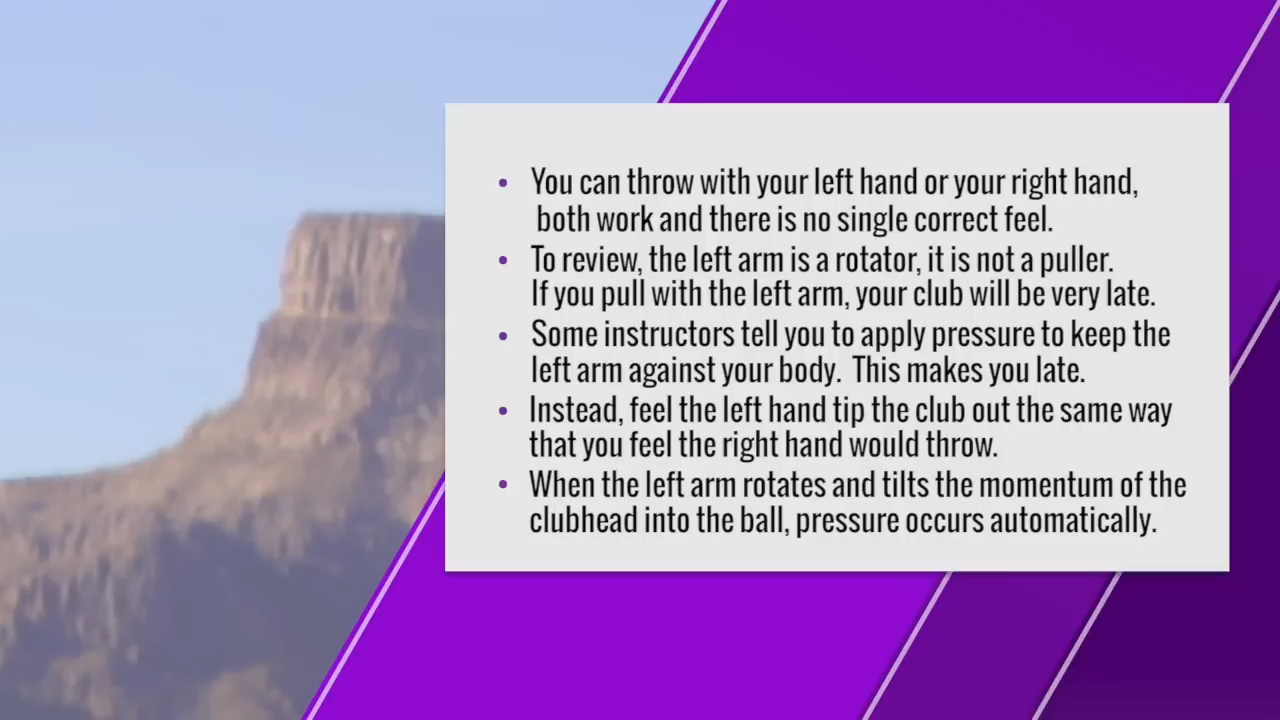 • You can throw with your left hand or your right hand,
both work and there is no single correct feel.
• To review, the left arm is a rotator, it is not a puller.
If you pull with the left arm, your club will be very late.
• Some instructors tell you to apply pressure to keep the
left arm against your body. This makes you late.
• Instead, feel the left hand tip the club out the same way
that you feel the right hand would throw.
• When the left arm rotates and tilts the momentum of the
clubhead into the ball, pressure occurs automatically.